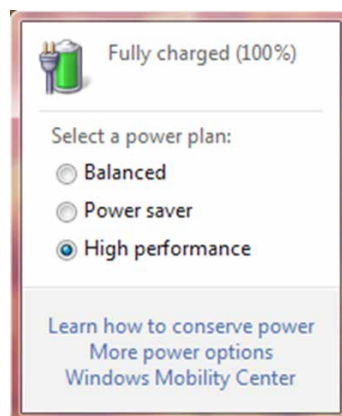 Fully charged (100%)
Select a power plan:
Balanced
Power saver
High performance
Learn how to conserve power
More power options
Windows Mobility Center